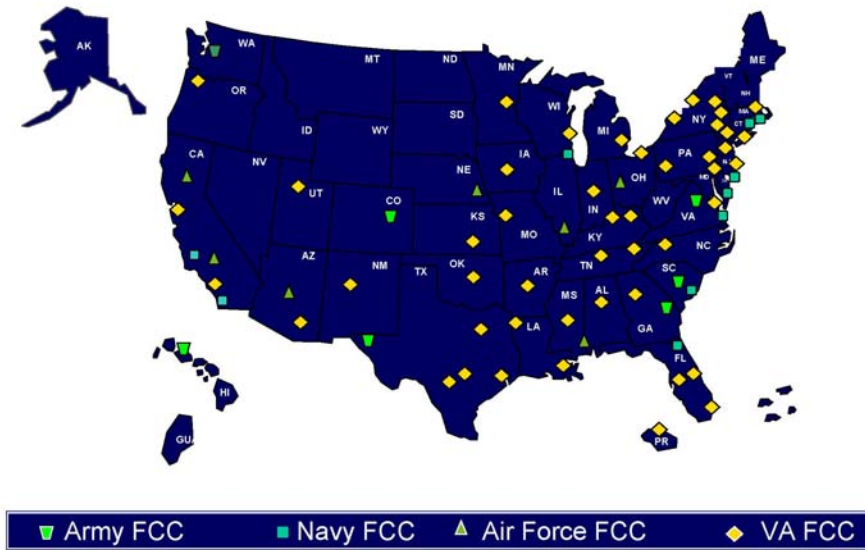 AK
WA
MT
ND
MN
ME
VT
NH
OR
ID
WY
SD
WI
MI
NY
MA
CT
CA
NV
UT
CO
NE
IA
IL
IN
OH
PA
NJ
MD
WV
VA
KS
MO
KY
NC
AZ
NM
TX
OK
AR
TN
SC
MS
AL
GA
LA
FL
HI
GU
PR
Army FCC Navy FCC Air Force FCC VA FCC